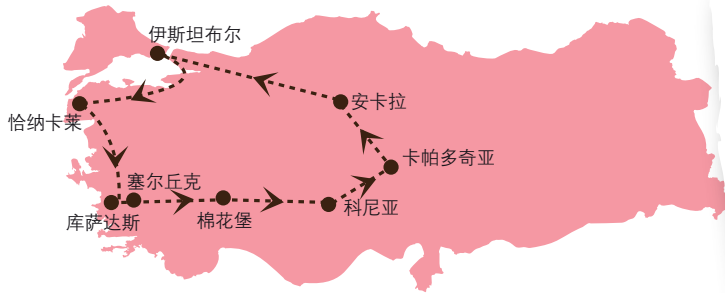 伊斯坦布尔
安卡拉
恰纳卡莱
卡帕多奇亚
塞尔丘克
科尼亚
库萨达斯
棉花堡